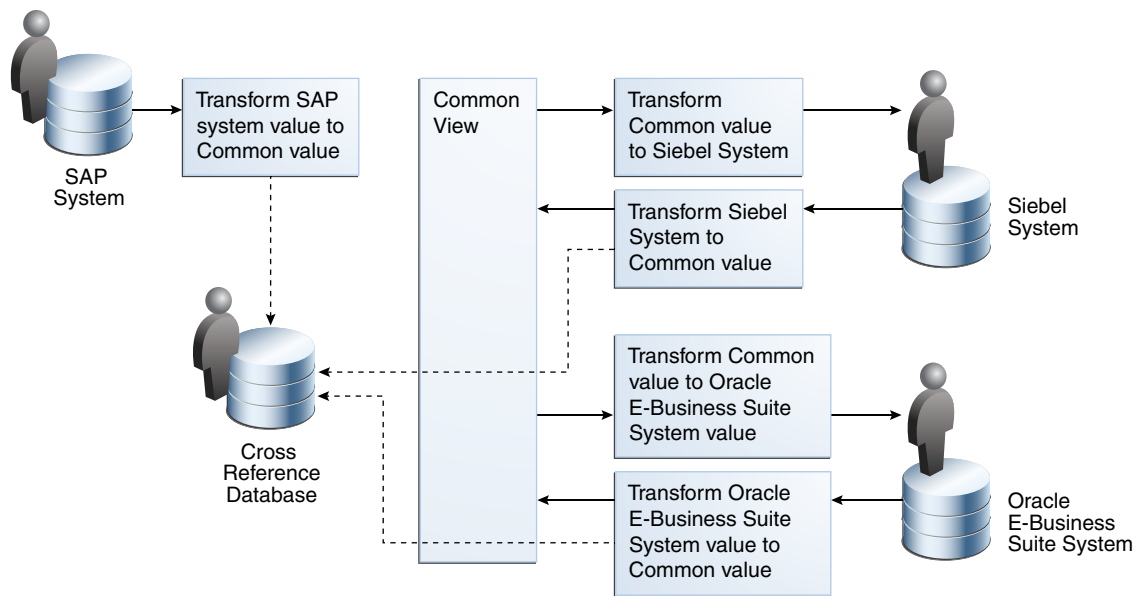 SAP
System
Transform SAP
system value to
Common value
Cross
Reference
Database
Common
View
Transform
Common value
to Siebel System
Transform Siebel
System to
Common value
Siebel
System
Transform Common
value to Oracle
E-Business Suite
System value
Transform Oracle
E-Business Suite
System value to
Common value
Oracle
E-Business
Suite System